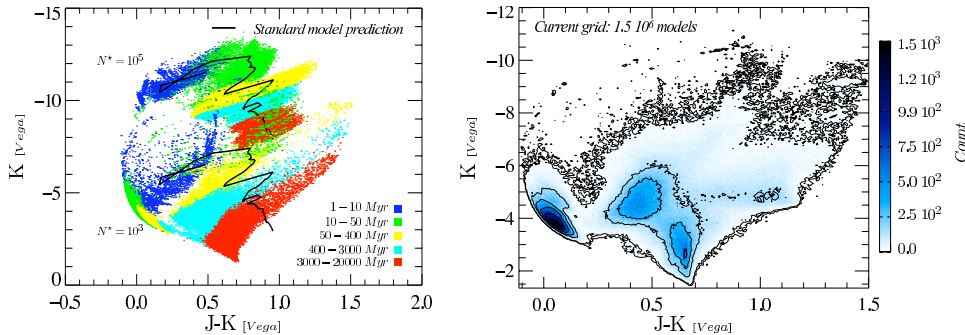 Standard model prediction
N* = 10^5
N* = 10^3
1−10 Myr
10−50 Myr
50−400 Myr
400−3000 Myr
3000−20000 Myr
−15
−10
−5
0
K [Vega]
−0.5 0.0 0.5 1.0 1.5 2.0
J-K [Vega]
Current grid: 1.5 10^6 models
−12
−10
−8
−6
−4
−2
K [Vega]
0.0 0.5 1.0 1.5
J-K [Vega]
1.5 10^3
1.2 10^3
9.9 10^2
7.4 10^2
5.0 10^2
2.5 10^2
0.0
Count